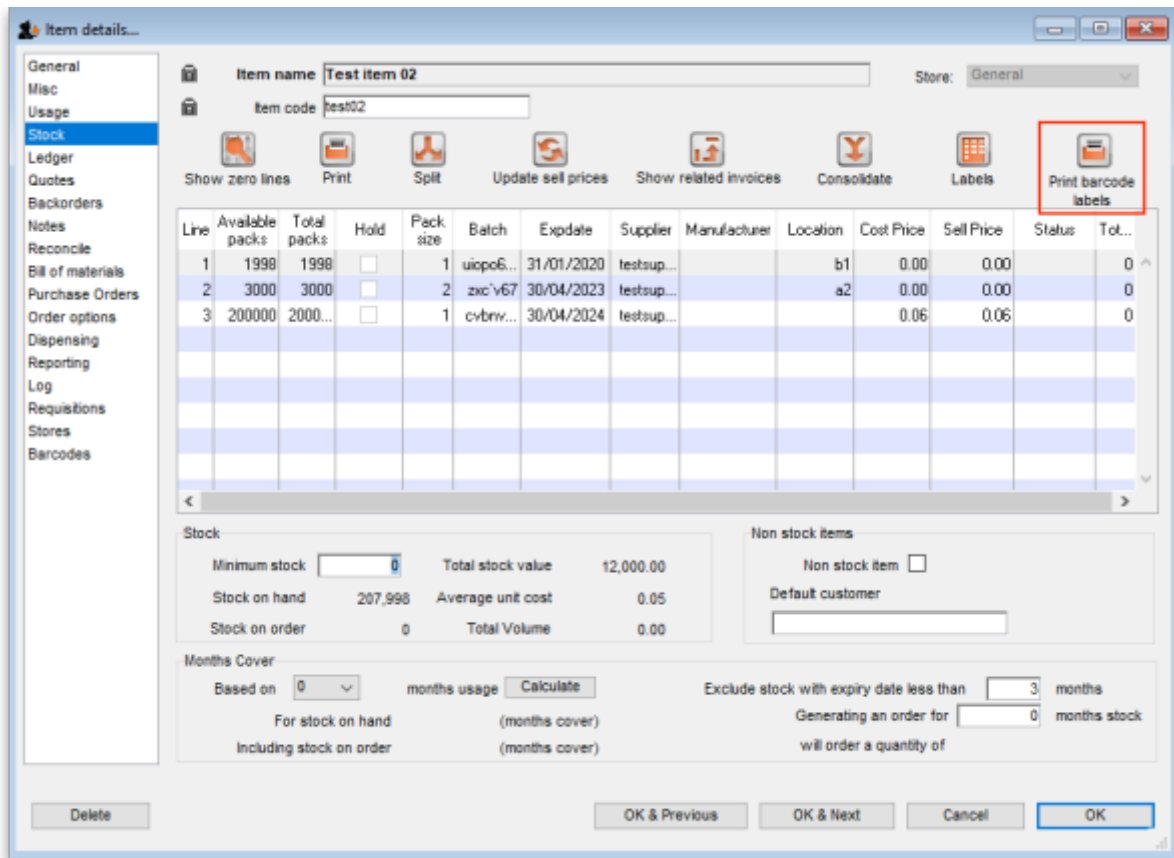 Item details...
General
Misc
Usage
Stock
Ledger
Quotes
Backorders
Notes
Reconcile
Bill of materials
Purchase Orders
Order options
Dispensing
Reporting
Log
Requisitions
Stores
Barcodes
Item name Test item 02 Store: General
Item code test02
Show zero lines Print Split Update sell prices Show related invoices Consolidate Labels Print barcode labels
Line Available packs Total packs Hold Pack size Batch Expdate Supplier Manufacturer Location Cost Price Sell Price Status Tot...
1 1998 1998 1 uiopo6... 31/01/2020 testsup... b1 0.00 0.00 0
2 3000 3000 2 zxc`v67 30/04/2023 testsup... a2 0.00 0.00 0
3 200000 2000... 1 cvbnv... 30/04/2024 testsup... 0.06 0.06 0
Stock Non stock items
Minimum stock 0 Total stock value 12,000.00 Non stock item
Stock on hand 207,998 Average unit cost 0.05 Default customer
Stock on order 0 Total Volume 0.00
Months Cover
Based on 0 months usage Calculate Exclude stock with expiry date less than 3 months
For stock on hand (months cover) Generating an order for 0 months stock
Including stock on order (months cover) will order a quantity of
Delete OK & Previous OK & Next Cancel OK